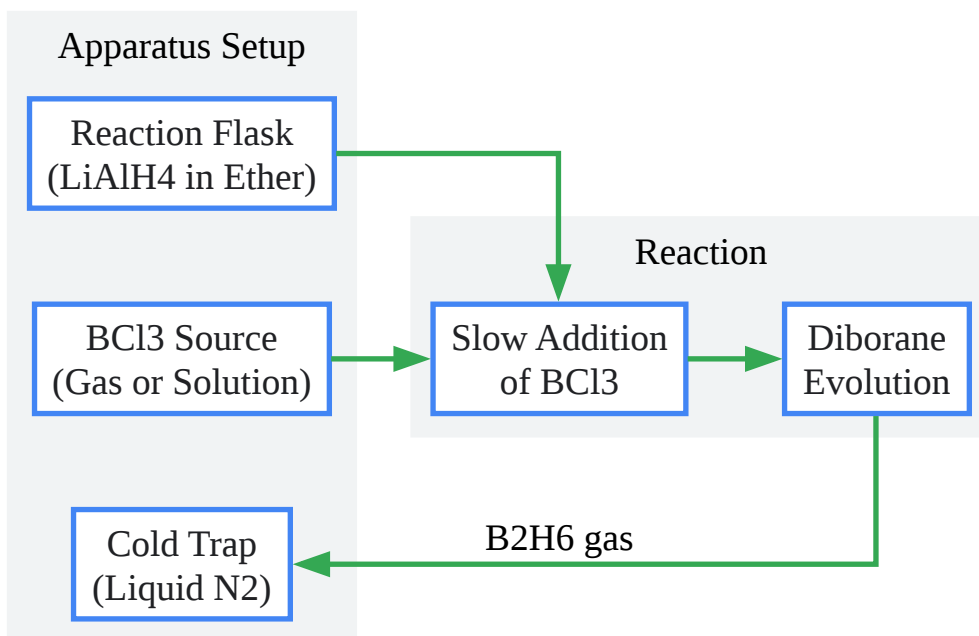 Apparatus Setup
Reaction Flask
(LiAlH4 in Ether)
Reaction
BCl3 Source
(Gas or Solution)
Slow Addition
of BCl3
Diborane
Evolution
B2H6 gas
Cold Trap
(Liquid N2)